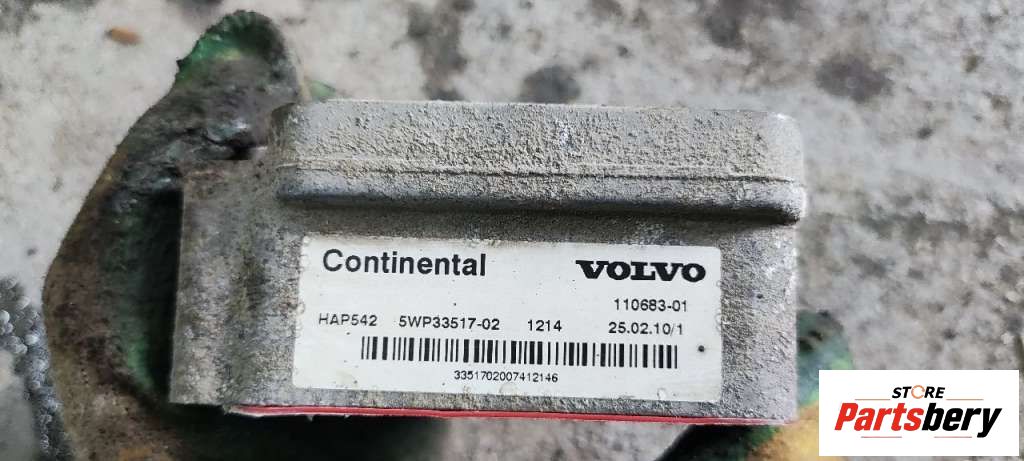 Continental VOLVO
110683-01
HAP542 5WP33517-02 1214 25.02.10/1
3351702007412146
STORE
Partsbery